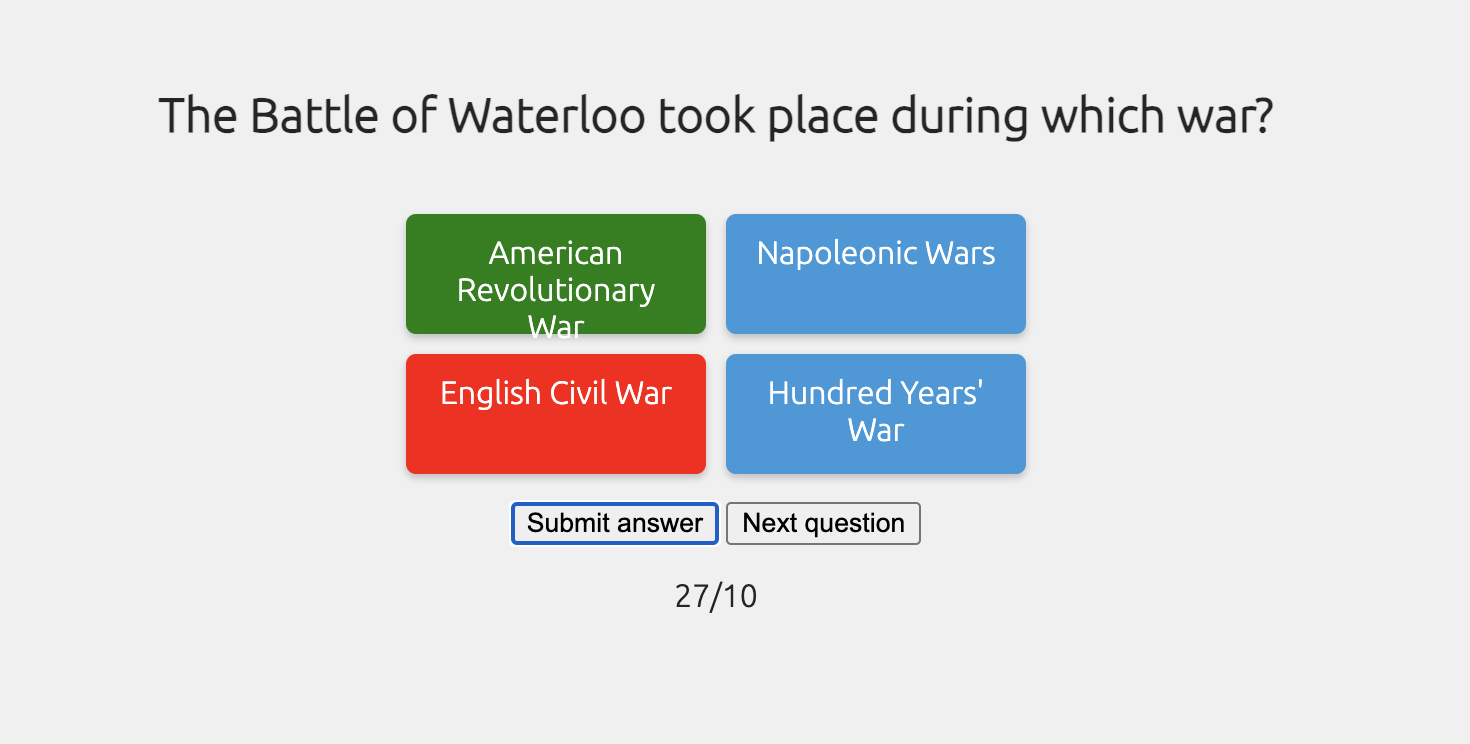 The Battle of Waterloo took place during which war?
American
Revolutionary
War
Napoleonic Wars
English Civil War
Hundred Years'
War
Submit answer
Next question
27/10